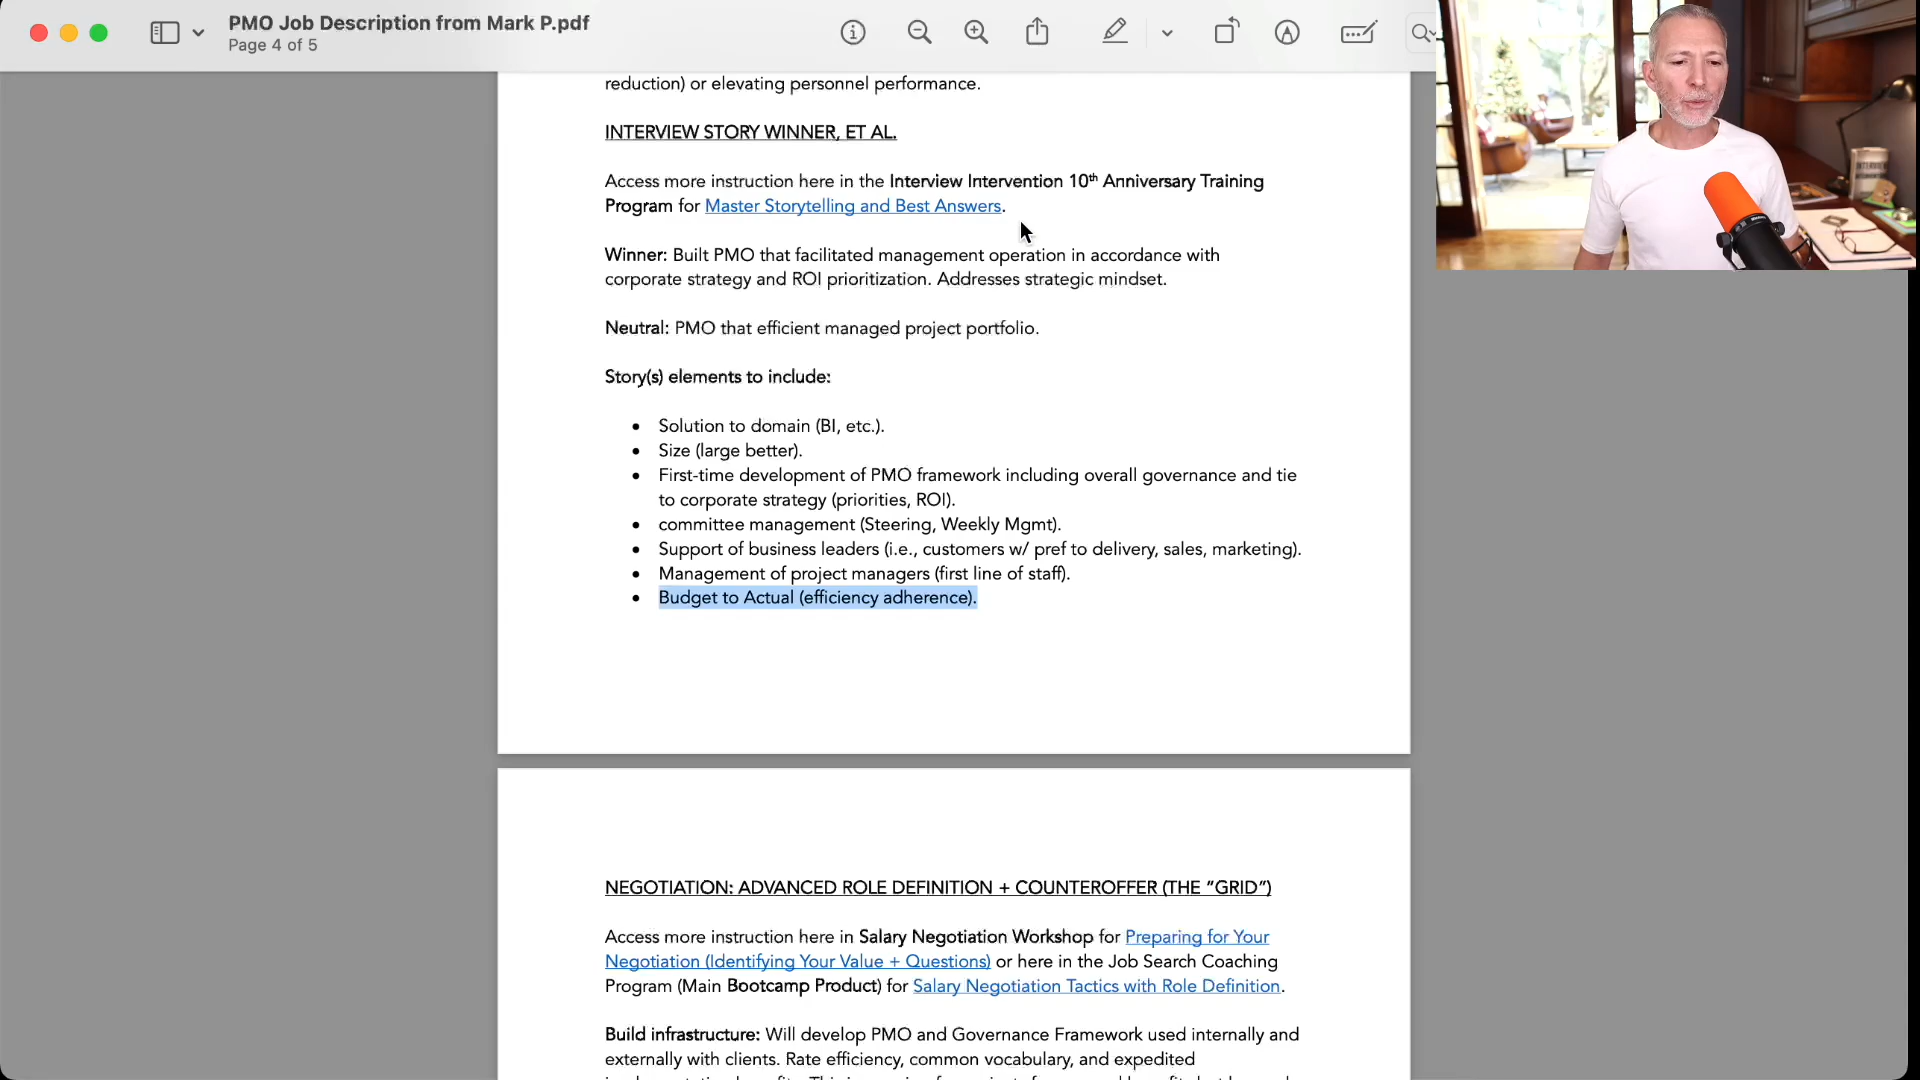 PMO Job Description from Mark P.pdf
Page 4 of 5
reduction) or elevating personnel performance.
INTERVIEW STORY WINNER, ET AL.
Access more instruction here in the Interview Intervention 10th Anniversary Training
Program for Master Storytelling and Best Answers.
Winner: Built PMO that facilitated management operation in accordance with
corporate strategy and ROI prioritization. Addresses strategic mindset.
Neutral: PMO that efficient managed project portfolio.
Story(s) elements to include:
• Solution to domain (BI, etc.).
• Size (large better).
• First-time development of PMO framework including overall governance and tie
to corporate strategy (priorities, ROI).
• committee management (Steering, Weekly Mgmt).
• Support of business leaders (i.e., customers w/ pref to delivery, sales, marketing).
• Management of project managers (first line of staff).
• Budget to Actual (efficiency adherence).
NEGOTIATION: ADVANCED ROLE DEFINITION + COUNTEROFFER (THE "GRID")
Access more instruction here in Salary Negotiation Workshop for Preparing for Your
Negotiation (Identifying Your Value + Questions) or here in the Job Search Coaching
Program (Main Bootcamp Product) for Salary Negotiation Tactics with Role Definition.
Build infrastructure: Will develop PMO and Governance Framework used internally and
externally with clients. Rate efficiency, common vocabulary, and expedited